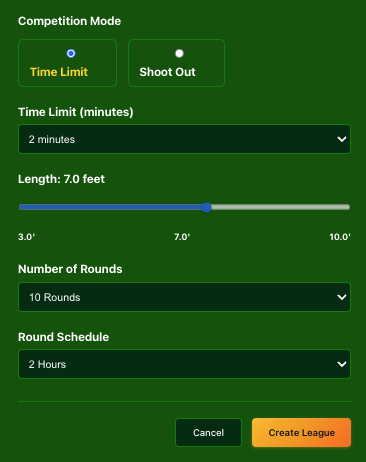 Competition Mode
Time Limit
Shoot Out
Time Limit (minutes)
2 minutes
Length: 7.0 feet
3.0' 7.0' 10.0'
Number of Rounds
10 Rounds
Round Schedule
2 Hours
Cancel
Create League